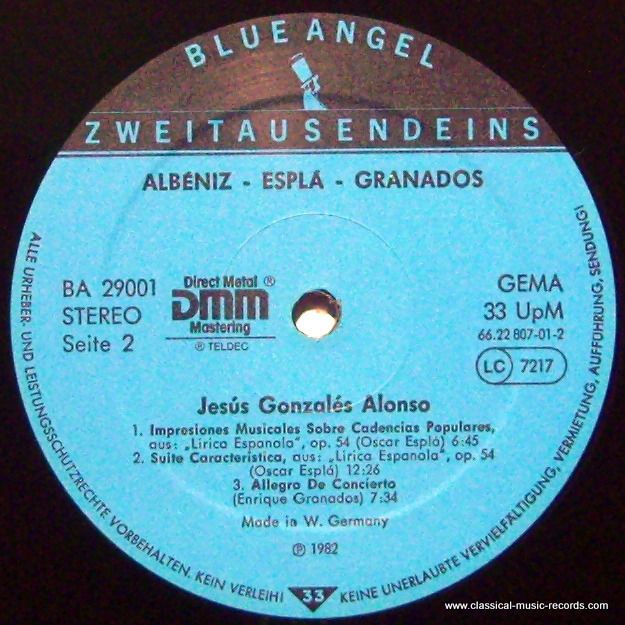 BLUE ANGEL
ZWEITAUSENDEINS
ALBÉNIZ - ESPLÁ - GRANADOS
BA 29001
STEREO
Seite 2
Direct Metal ®
DMM
Mastering
® TELDEC
GEMA
33 UpM
66.22 807-01-2
LC 7217
Jesús Gonzalés Alonso
1. Impresiones Musicales Sobre Cadencias Populares,
aus: „Lirica Espanola", op. 54 (Oscar Esplá) 6:45
2. Suite Caracteristica, aus: „Lirica Espanola", op. 54
(Oscar Esplá) 12:26
3. Allegro De Concierto
(Enrique Granados) 7:34
Made in W. Germany
℗ 1982
ALLE URHEBER- UND LEISTUNGSSCHUTZRECHTE VORBEHALTEN. KEIN VERLEIH! KEINE UNERLAUBTE VERVIELFÄLTIGUNG, VERMIETUNG, AUFFÜHRUNG, SENDUNG!
33
www.classical-music-records.com